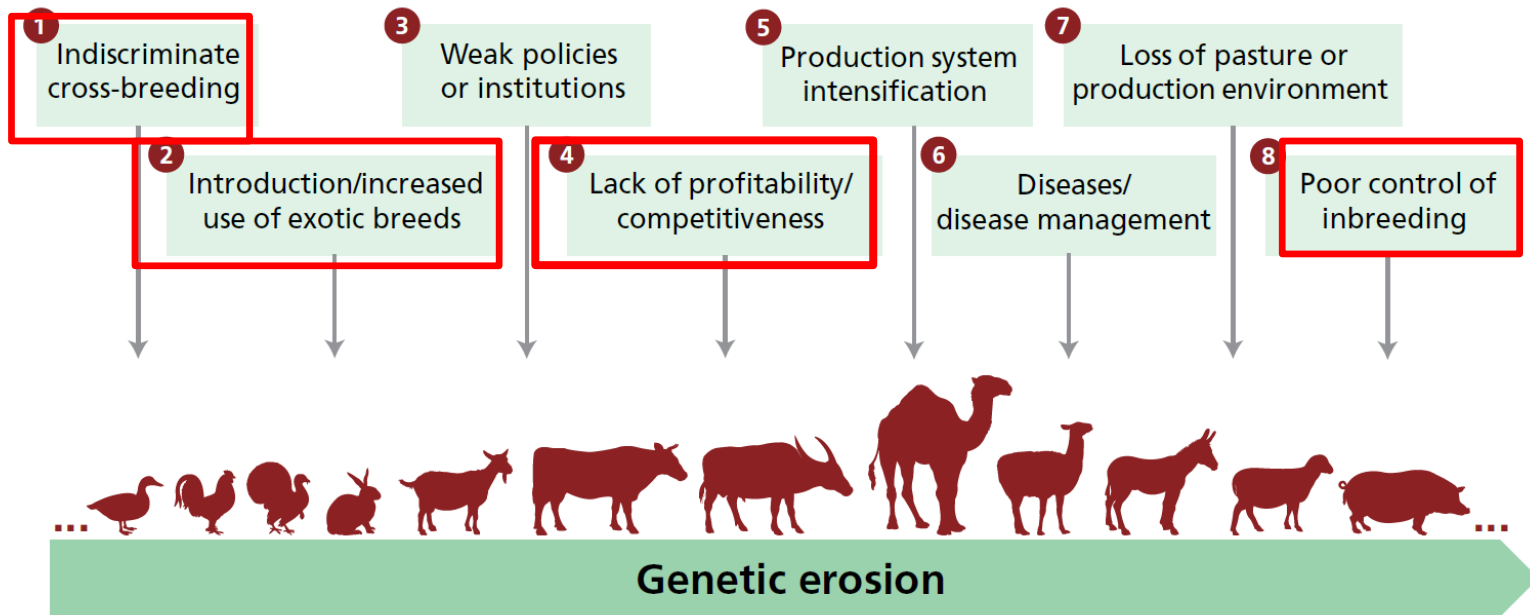 1
Indiscriminate
cross-breeding
2
Introduction/increased
use of exotic breeds
3
Weak policies
or institutions
4
Lack of profitability/
competitiveness
5
Production system
intensification
6
Diseases/
disease management
7
Loss of pasture or
production environment
8
Poor control of
inbreeding
... ...
Genetic erosion